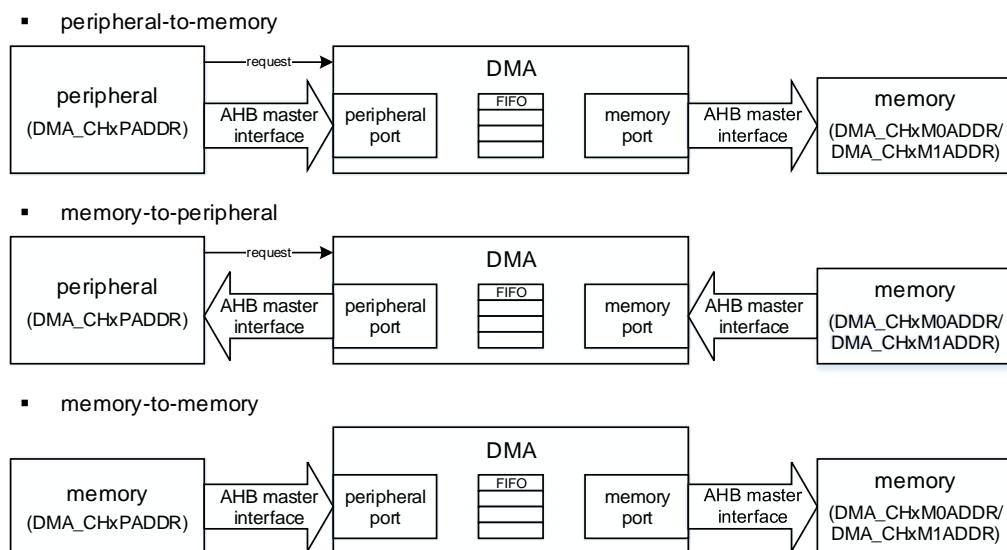 ▪ peripheral-to-memory
request
DMA
peripheral
(DMA_CHxPADDR)
AHB master
interface
peripheral
port
FIFO
memory
port
AHB master
interface
memory
(DMA_CHxM0ADDR/
DMA_CHxM1ADDR)
▪ memory-to-peripheral
request
DMA
peripheral
(DMA_CHxPADDR)
AHB master
interface
peripheral
port
FIFO
memory
port
AHB master
interface
memory
(DMA_CHxM0ADDR/
DMA_CHxM1ADDR)
▪ memory-to-memory
DMA
memory
(DMA_CHxPADDR)
AHB master
interface
peripheral
port
FIFO
memory
port
AHB master
interface
memory
(DMA_CHxM0ADDR/
DMA_CHxM1ADDR)